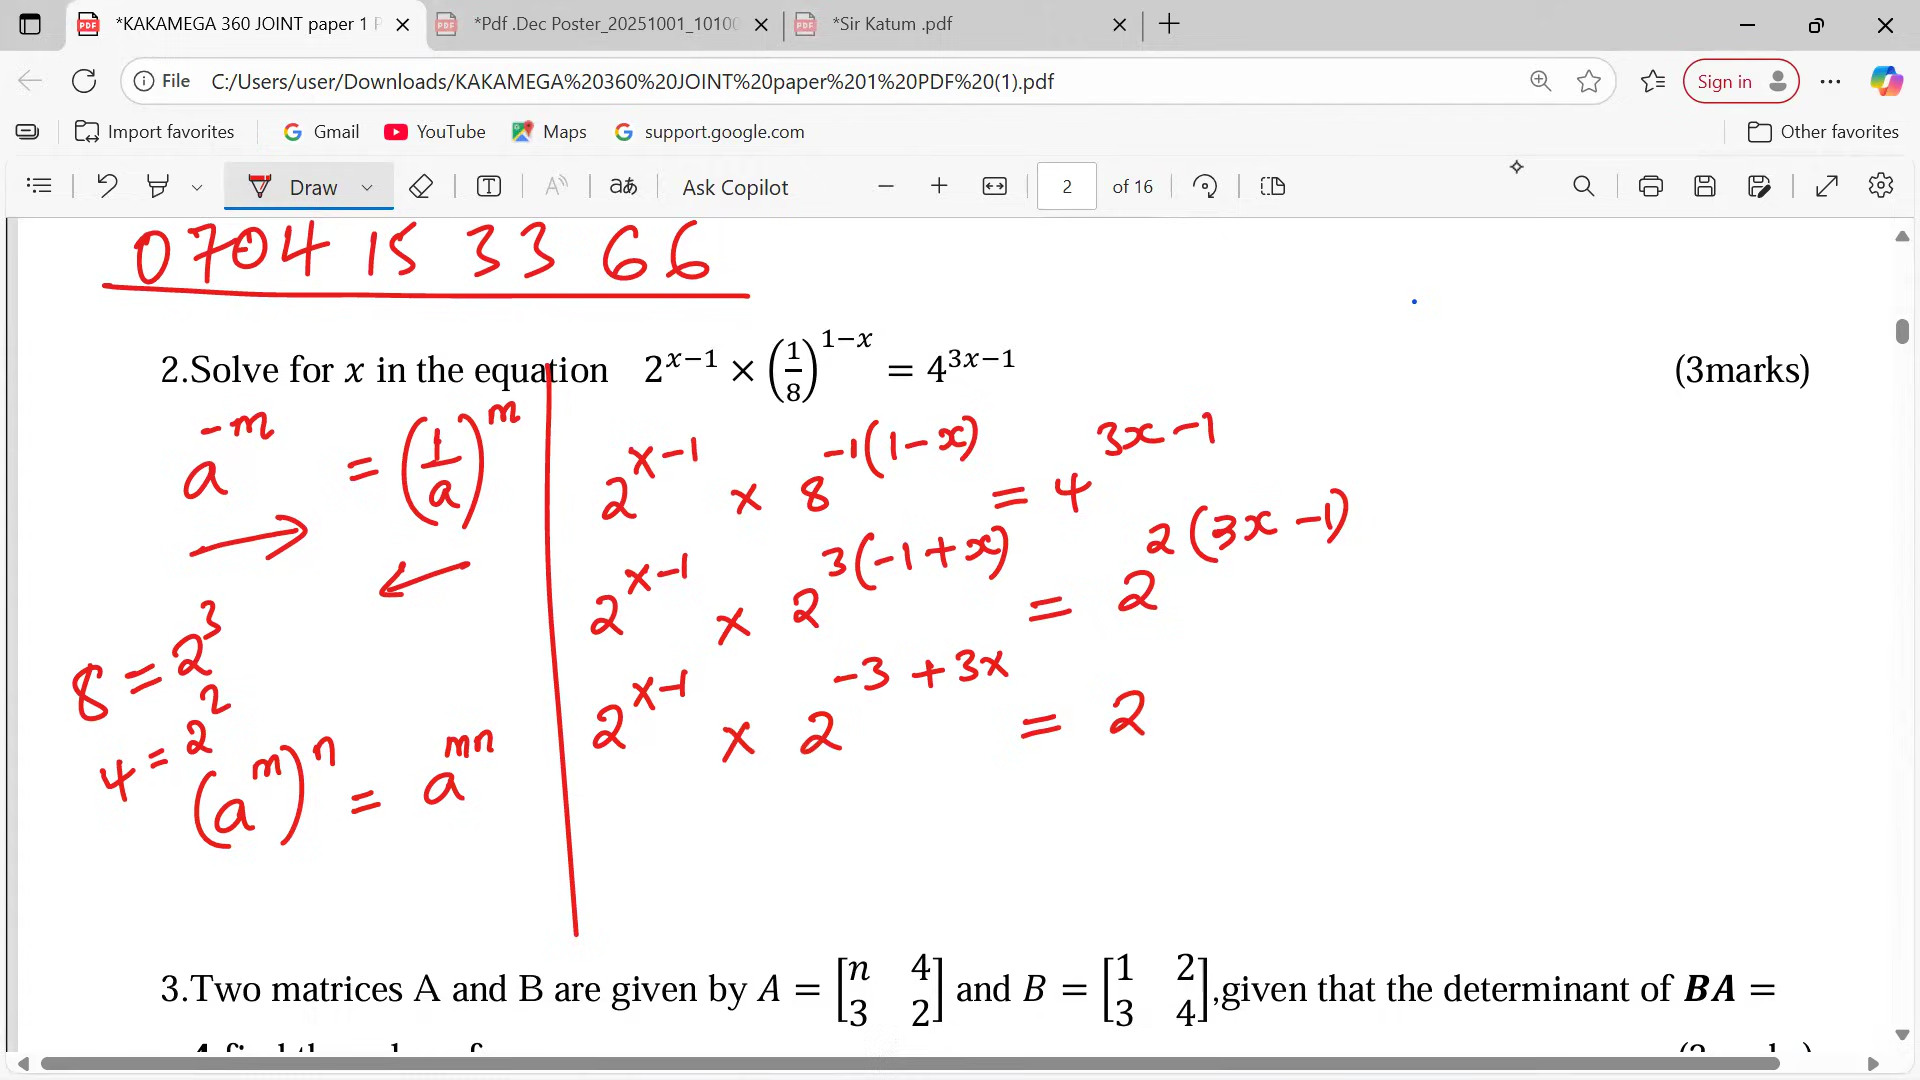 *KAKAMEGA 360 JOINT paper 1 P
*Pdf .Dec Poster_20251001_10100
*Sir Katum .pdf
File C:/Users/user/Downloads/KAKAMEGA%20360%20JOINT%20paper%201%20PDF%20(1).pdf
Sign in
Import favorites Gmail YouTube Maps support.google.com Other favorites
Draw aあ Ask Copilot 2 of 16
0704 15 33 66
2.Solve for x in the equation 2^{x−1} × (1/8)^{1−x} = 4^{3x−1} (3marks)
a^{-m} = (1/a)^m
2^{x-1} × 8^{-1(1-x)} = 4^{3x-1}
2^{x-1} × 2^{3(-1+x)} = 2^{2(3x-1)}
8 = 2^3
2^{x-1} × 2^{-3+3x} = 2
4 = 2^2
(a^m)^n = a^{mn}
3.Two matrices A and B are given by A = [n 4; 3 2] and B = [1 2; 3 4],given that the determinant of BA =